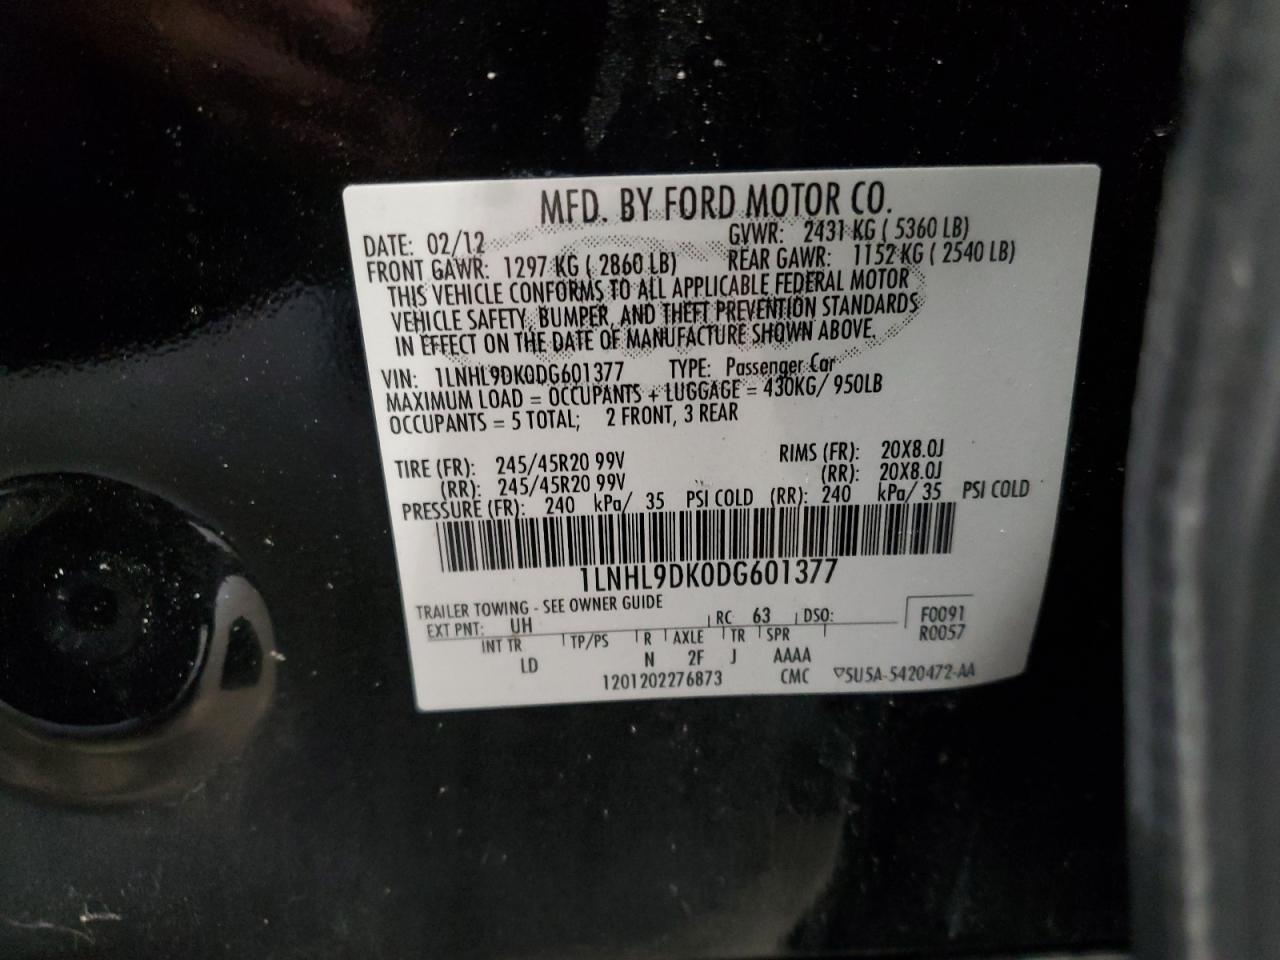 MFD. BY FORD MOTOR CO.
DATE: 02/12 GVWR: 2431 KG ( 5360 LB)
FRONT GAWR: 1297 KG ( 2860 LB) REAR GAWR: 1152 KG ( 2540 LB)
THIS VEHICLE CONFORMS TO ALL APPLICABLE FEDERAL MOTOR
VEHICLE SAFETY, BUMPER, AND THEFT PREVENTION STANDARDS
IN EFFECT ON THE DATE OF MANUFACTURE SHOWN ABOVE.
VIN: 1LNHL9DK0DG601377 TYPE: Passenger Car
MAXIMUM LOAD = OCCUPANTS + LUGGAGE = 430KG/ 950LB
OCCUPANTS = 5 TOTAL; 2 FRONT, 3 REAR
TIRE (FR): 245/45R20 99V RIMS (FR): 20X8.0J
(RR): 245/45R20 99V (RR): 20X8.0J
PRESSURE (FR): 240 kPa/ 35 PSI COLD (RR): 240 kPa/ 35 PSI COLD
1LNHL9DK0DG601377
TRAILER TOWING - SEE OWNER GUIDE
EXT PNT: UH RC 63 DSO: F0091
INT TR TP/PS R AXLE TR SPR R0057
LD N 2F J AAAA
1201202276873 CMC ▽5U5A-5420472-AA